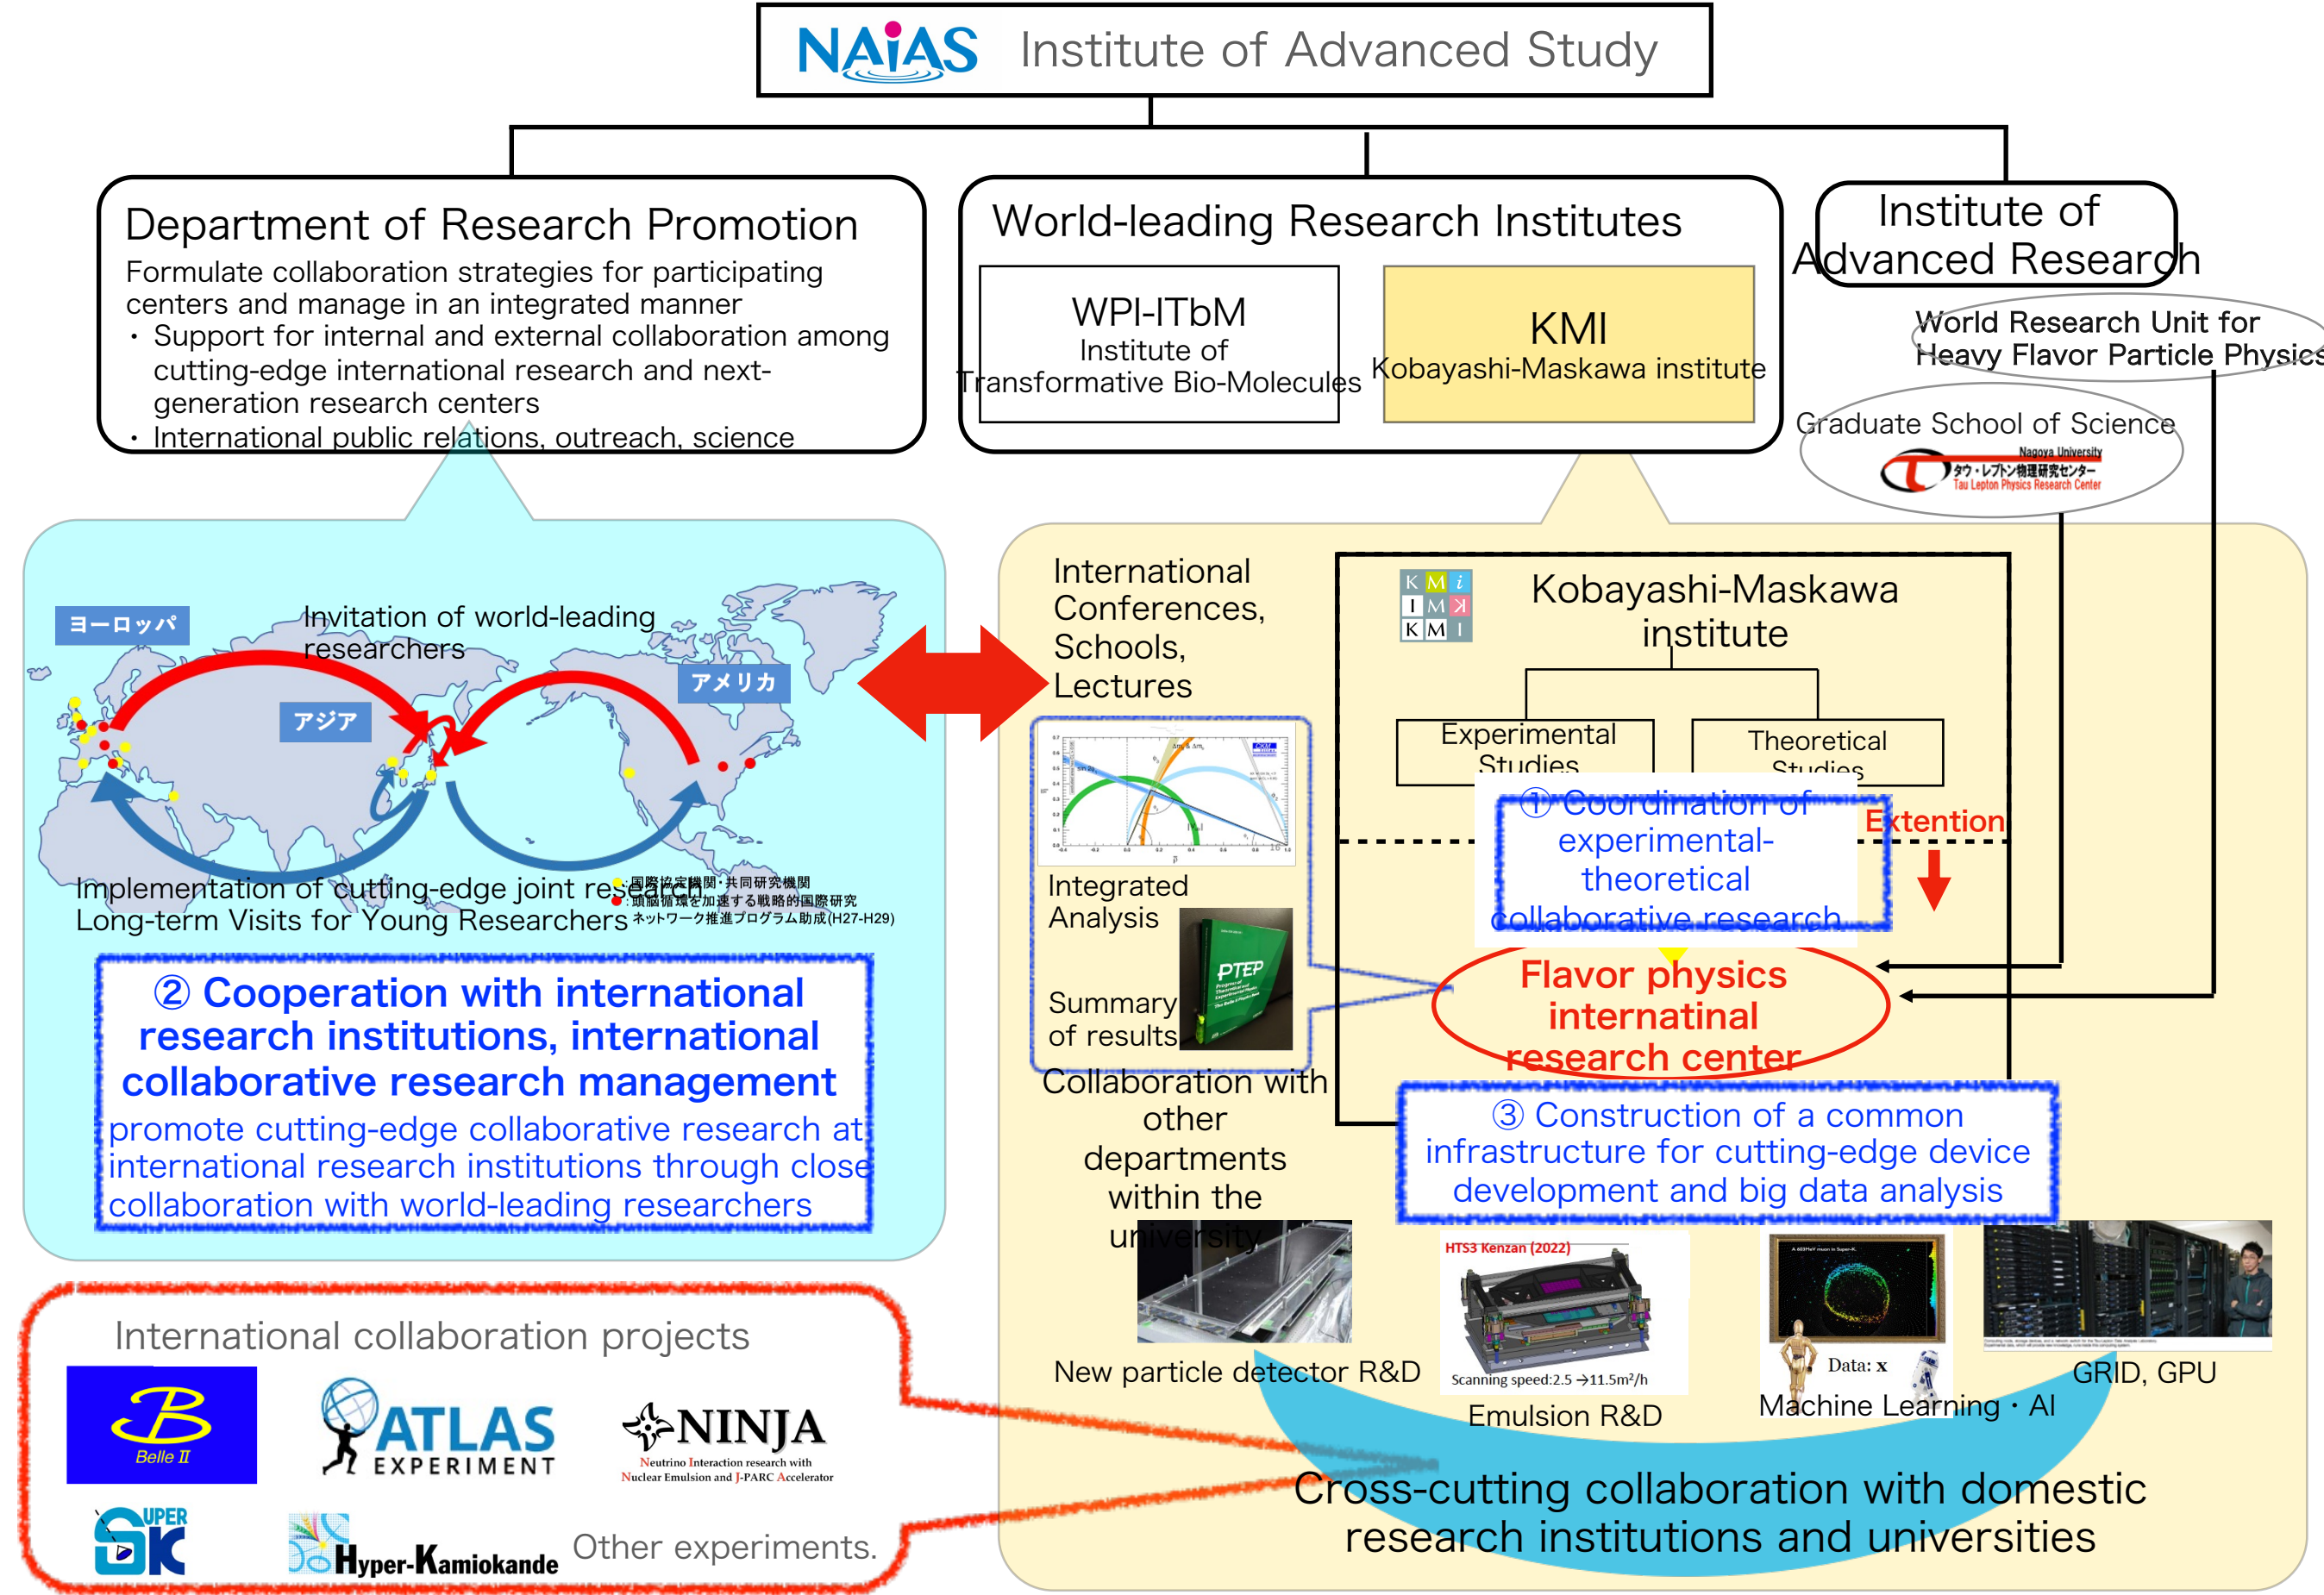 NAiAS Institute of Advanced Study
Department of Research Promotion
Formulate collaboration strategies for participating
centers and manage in an integrated manner
・ Support for internal and external collaboration among
cutting-edge international research and next-
generation research centers
・ International public relations, outreach, science
World-leading Research Institutes
WPI-ITbM
Institute of
Transformative Bio-Molecules
KMI
Kobayashi-Maskawa institute
Institute of
Advanced Research
World Research Unit for
Heavy Flavor Particle Physics
Graduate School of Science
Nagoya University
タウ・レプトン物理研究センター
Tau Lepton Physics Research Center
ヨーロッパ
Invitation of world-leading
researchers
アメリカ
アジア
Implementation of cutting-edge joint research
Long-term Visits for Young Researchers
:国際協定機関・共同研究機関
:頭脳循環を加速する戦略的国際研究
ネットワーク推進プログラム助成(H27-H29)
② Cooperation with international
research institutions, international
collaborative research management
promote cutting-edge collaborative research at
international research institutions through close
collaboration with world-leading researchers
International
Conferences,
Schools,
Lectures
Integrated
Analysis
PTEP
Summary
of results
Collaboration with
other
departments
within the
university
K M i
I M K
K M I
Kobayashi-Maskawa
institute
Experimental
Studies
Theoretical
Studies
① Coordination of
experimental-
theoretical
collaborative research
Extention
Flavor physics
internatinal
research center
③ Construction of a common
infrastructure for cutting-edge device
development and big data analysis
New particle detector R&D
HTS3 Kenzan (2022)
Scanning speed:2.5 →11.5m²/h
Emulsion R&D
A 603MeV muon in Super-K.
Data: x
Machine Learning・AI
GRID, GPU
Cross-cutting collaboration with domestic
research institutions and universities
International collaboration projects
B
Belle II
ATLAS
EXPERIMENT
NINJA
Neutrino Interaction research with
Nuclear Emulsion and J-PARC Accelerator
SUPER
SK
Hyper-Kamiokande
Other experiments.